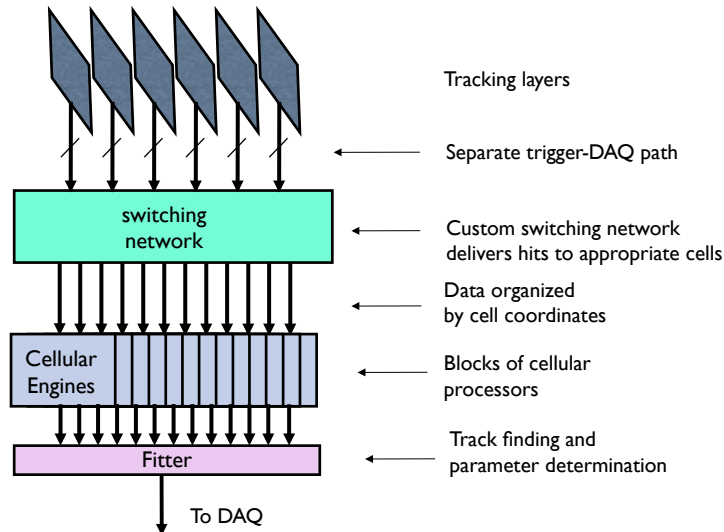 Tracking layers
Separate trigger-DAQ path
switching
network
Custom switching network
delivers hits to appropriate cells
Data organized
by cell coordinates
Cellular
Engines
Blocks of cellular
processors
Fitter
Track finding and
parameter determination
To DAQ